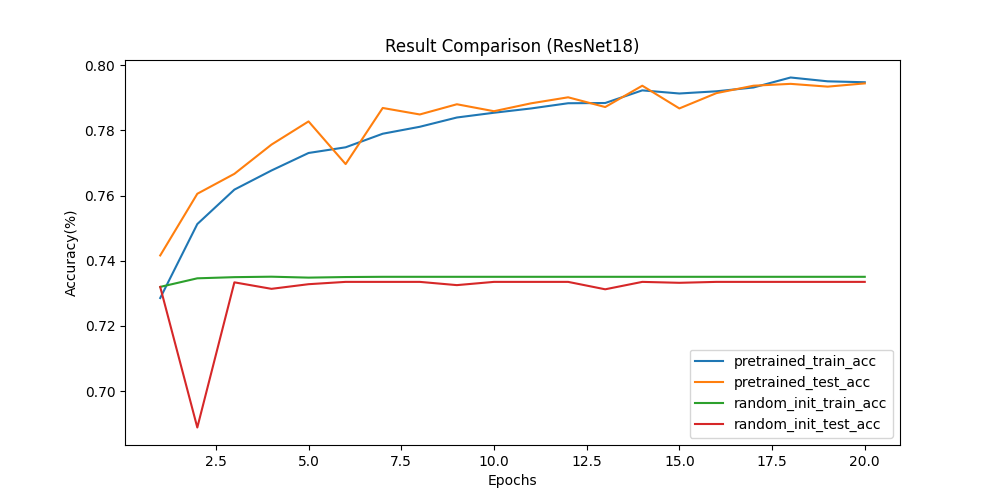 Result Comparison (ResNet18)
0.80
0.78
0.76
0.74
0.72
0.70
Accuracy(%)
2.5 5.0 7.5 10.0 12.5 15.0 17.5 20.0
Epochs
pretrained_train_acc
pretrained_test_acc
random_init_train_acc
random_init_test_acc